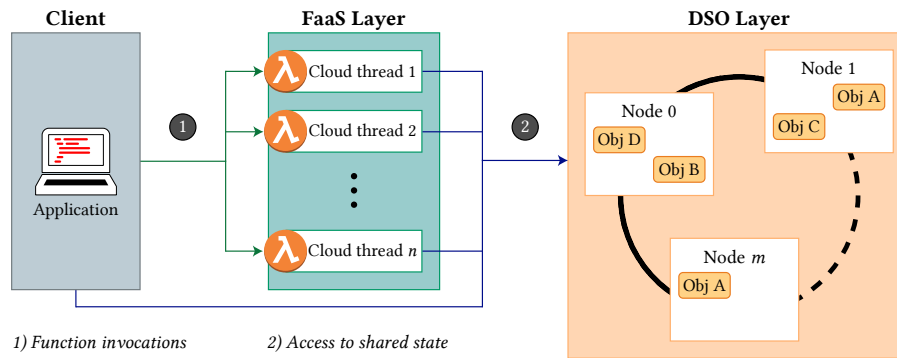 Client
FaaS Layer
DSO Layer
Application
1
λ Cloud thread 1
λ Cloud thread 2
λ Cloud thread n
2
Node 0
Obj D
Obj B
Node 1
Obj A
Obj C
Node m
Obj A
1) Function invocations
2) Access to shared state